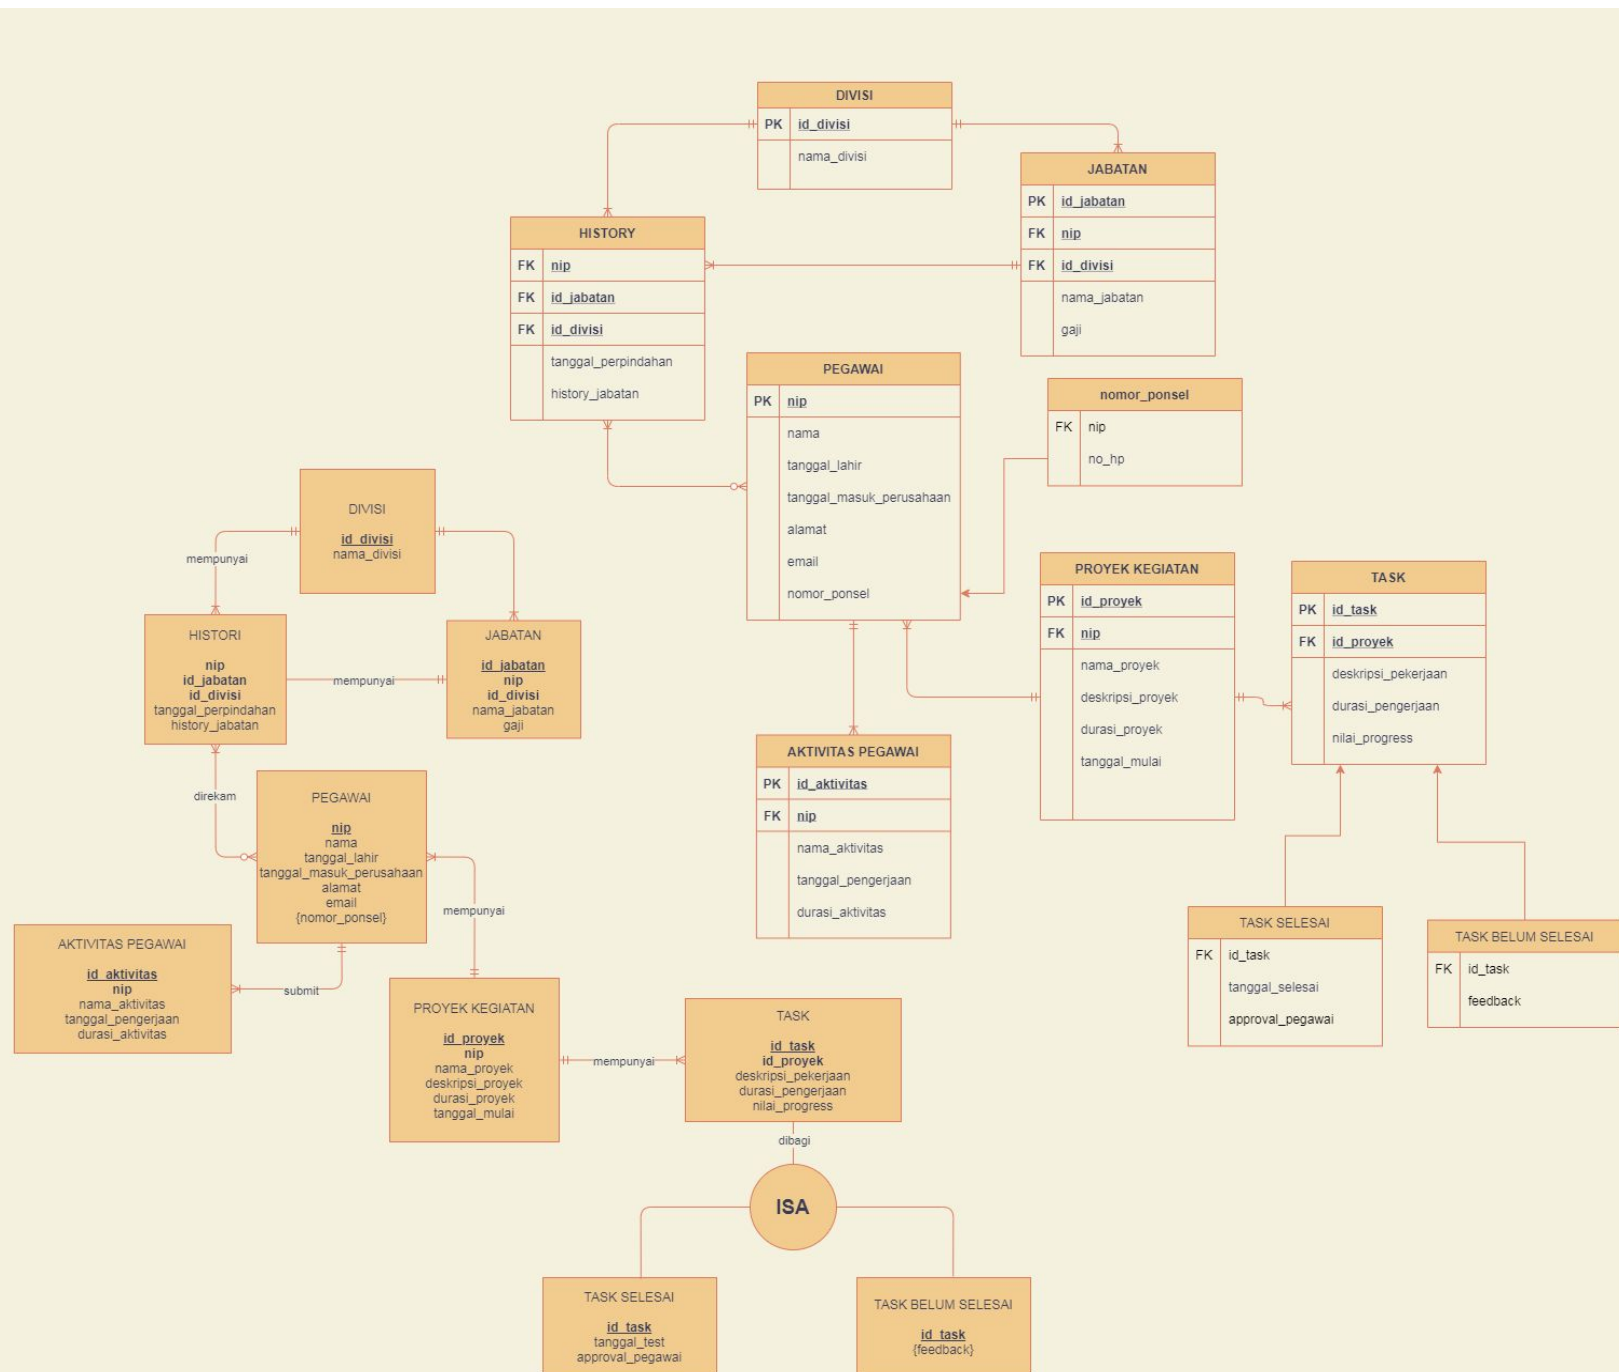 DIVISI
PK id_divisi
nama_divisi
JABATAN
PK id_jabatan
FK nip
FK id_divisi
nama_jabatan
gaji
HISTORY
FK nip
FK id_jabatan
FK id_divisi
tanggal_perpindahan
history_jabatan
PEGAWAI
PK nip
nama
tanggal_lahir
tanggal_masuk_perusahaan
alamat
email
nomor_ponsel
nomor_ponsel
FK nip
no_hp
PROYEK KEGIATAN
PK id_proyek
FK nip
nama_proyek
deskripsi_proyek
durasi_proyek
tanggal_mulai
TASK
PK id_task
FK id_proyek
deskripsi_pekerjaan
durasi_pengerjaan
nilai_progress
AKTIVITAS PEGAWAI
PK id_aktivitas
FK nip
nama_aktivitas
tanggal_pengerjaan
durasi_aktivitas
TASK SELESAI
FK id_task
tanggal_selesai
approval_pegawai
TASK BELUM SELESAI
FK id_task
feedback
DIVISI
id_divisi
nama_divisi
mempunyai
HISTORI
nip
id_jabatan
id_divisi
tanggal_perpindahan
history_jabatan
mempunyai
JABATAN
id_jabatan
nip
id_divisi
nama_jabatan
gaji
direkam
PEGAWAI
nip
nama
tanggal_lahir
tanggal_masuk_perusahaan
alamat
email
{nomor_ponsel}
mempunyai
AKTIVITAS PEGAWAI
id_aktivitas
nip
nama_aktivitas
tanggal_pengerjaan
durasi_aktivitas
submit
PROYEK KEGIATAN
id_proyek
nip
nama_proyek
deskripsi_proyek
durasi_proyek
tanggal_mulai
mempunyai
TASK
id_task
id_proyek
deskripsi_pekerjaan
durasi_pengerjaan
nilai_progress
dibagi
ISA
TASK SELESAI
id_task
tanggal_test
approval_pegawai
TASK BELUM SELESAI
id_task
{feedback}